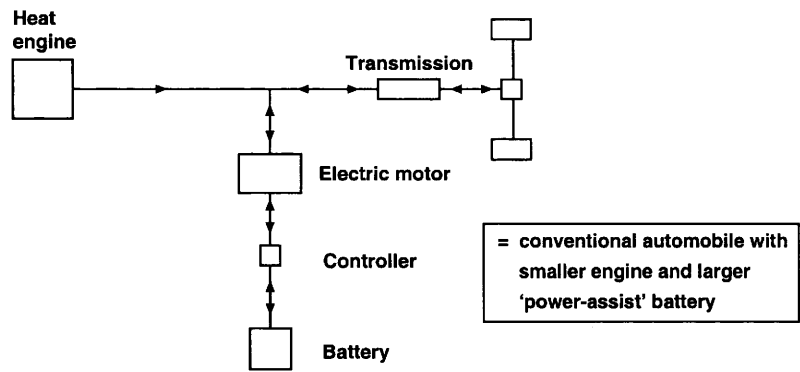 Heat
engine
Transmission
Electric motor
Controller
Battery
= conventional automobile with
smaller engine and larger
‘power-assist’ battery